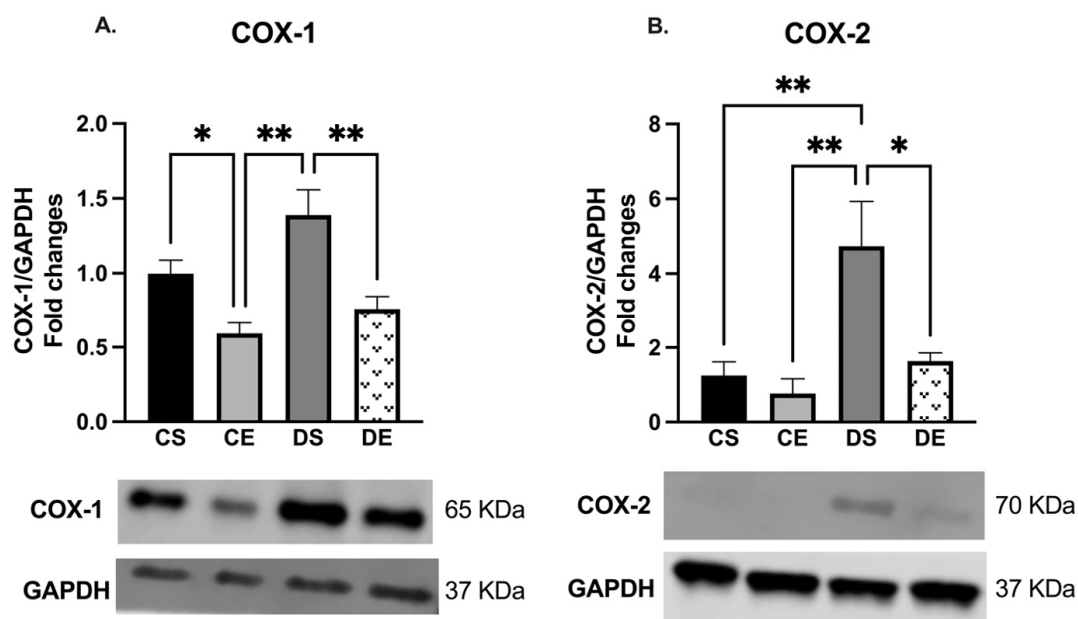 A.
COX-1
COX-1/GAPDH
Fold changes
2.0
1.5
1.0
0.5
0.0
*
**
**
CS CE DS DE
COX-1
65 KDa
GAPDH
37 KDa
B.
COX-2
COX-2/GAPDH
Fold changes
8
6
4
2
0
**
**
*
CS CE DS DE
COX-2
70 KDa
GAPDH
37 KDa